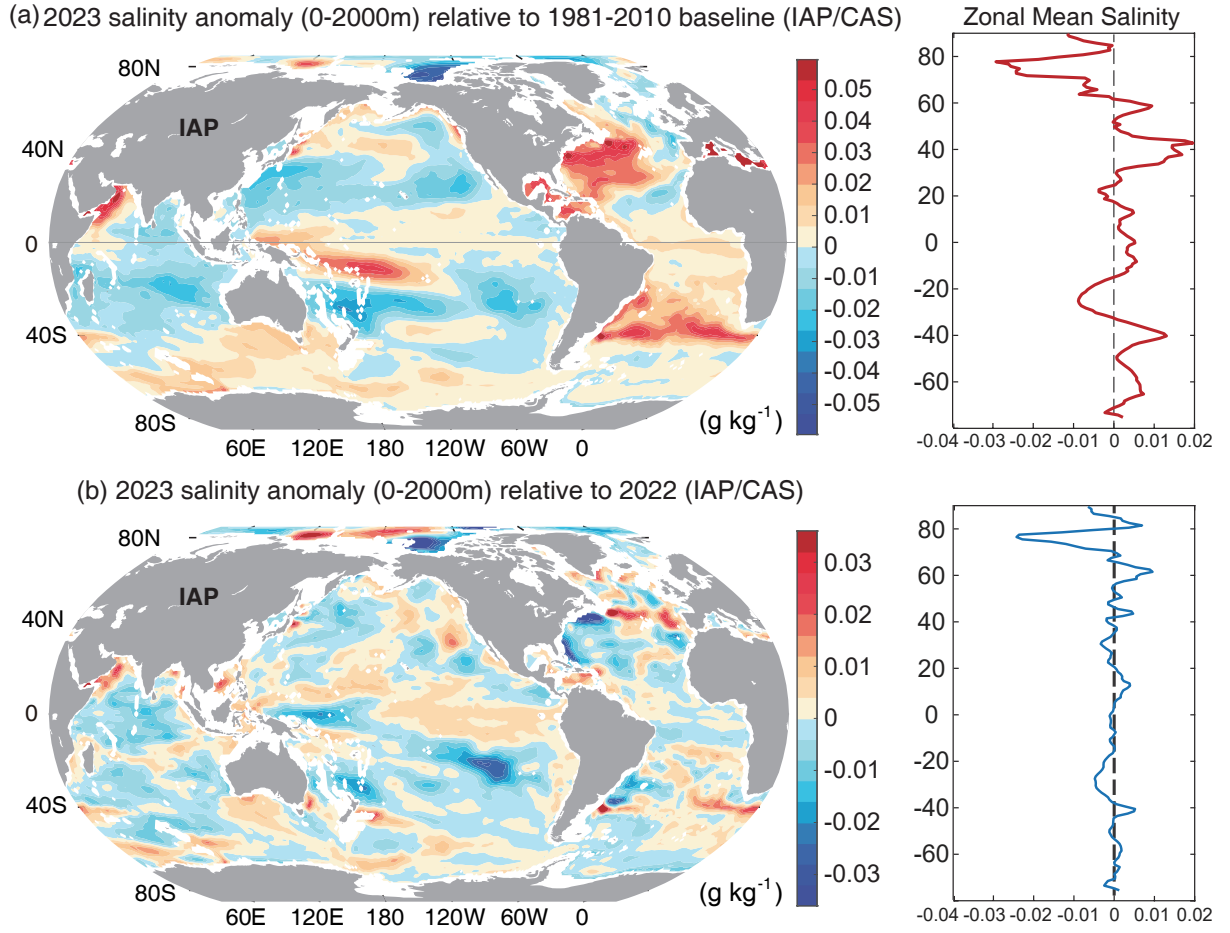 (a) 2023 salinity anomaly (0-2000m) relative to 1981-2010 baseline (IAP/CAS)
Zonal Mean Salinity
80N
40N
0
40S
80S
IAP
60E 120E 180 120W 60W 0
0.05
0.04
0.03
0.02
0.01
0
-0.01
-0.02
-0.03
-0.04
-0.05
(g kg-1)
80
60
40
20
0
-20
-40
-60
-0.04 -0.03 -0.02 -0.01 0 0.01 0.02
(b) 2023 salinity anomaly (0-2000m) relative to 2022 (IAP/CAS)
80N
40N
0
40S
80S
IAP
60E 120E 180 120W 60W 0
0.03
0.02
0.01
0
-0.01
-0.02
-0.03
(g kg-1)
80
60
40
20
0
-20
-40
-60
-0.04 -0.03 -0.02 -0.01 0 0.01 0.02